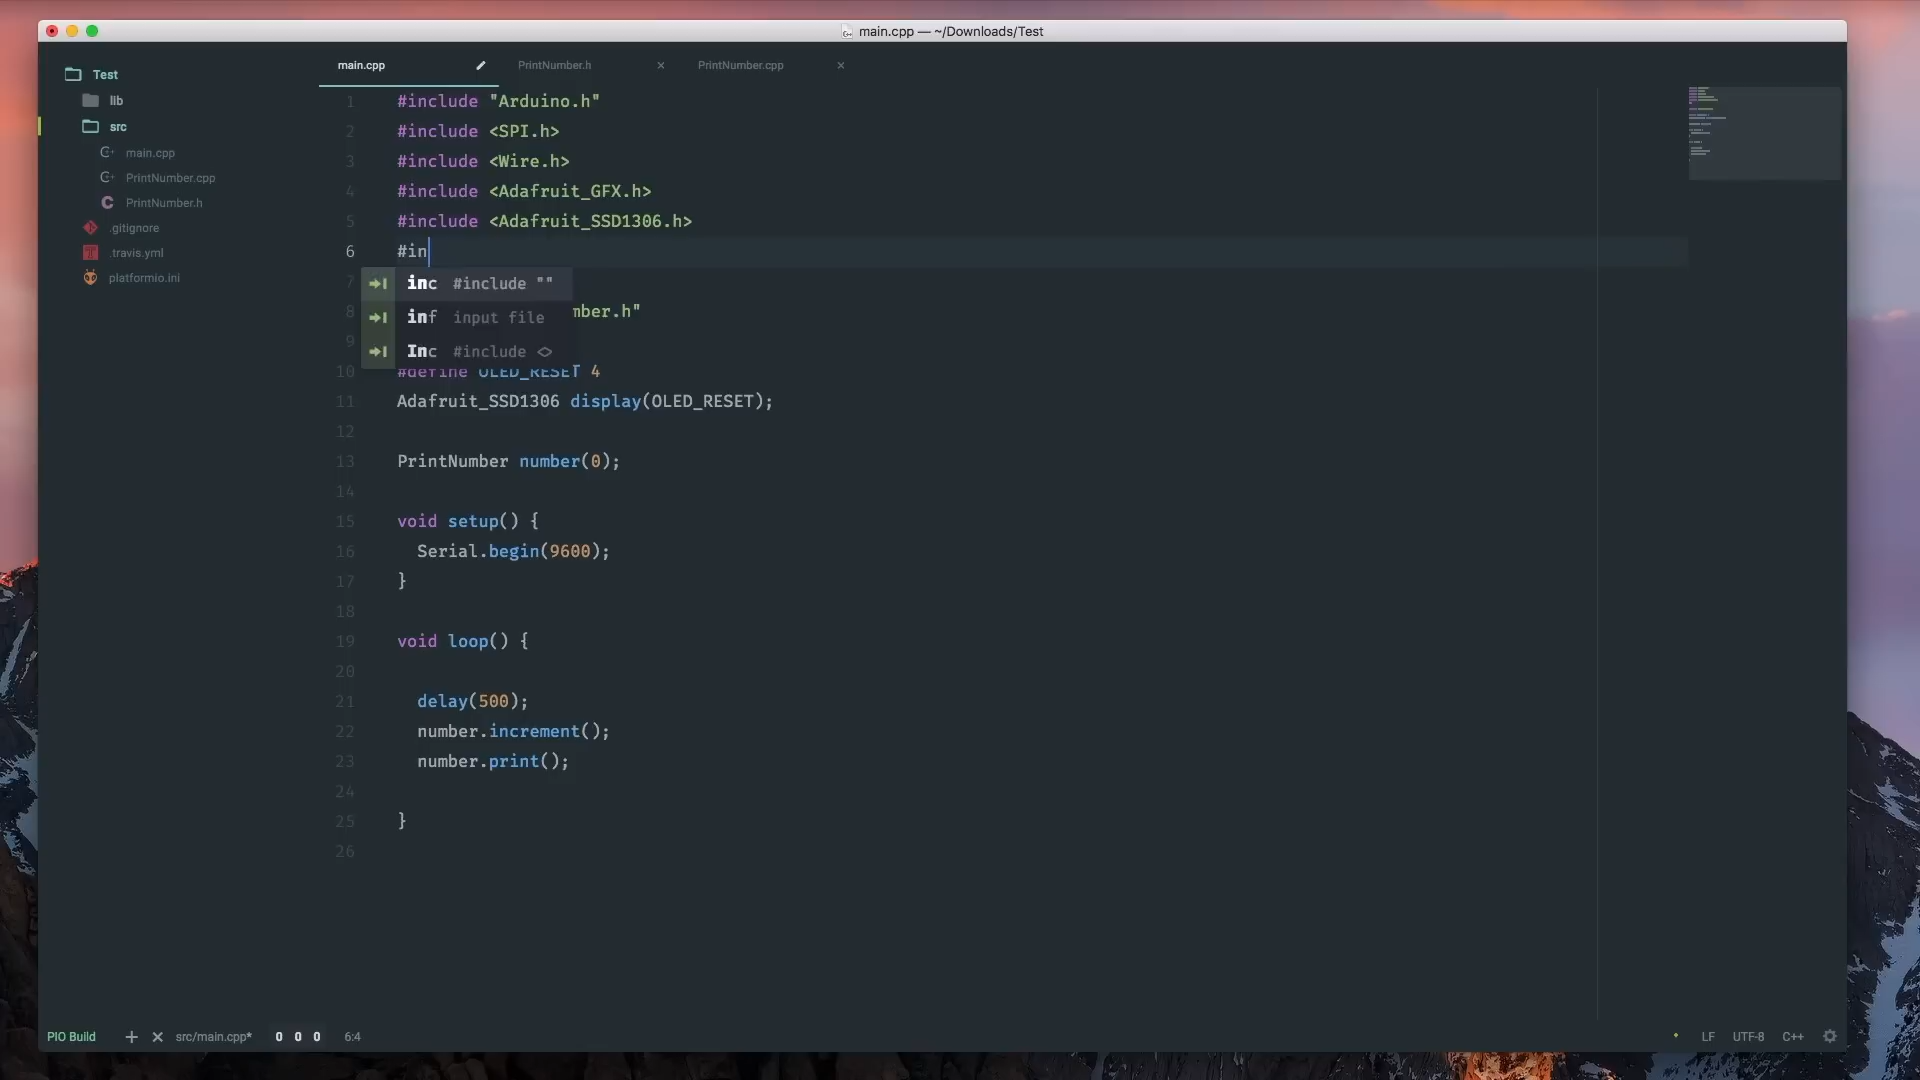 main.cpp — ~/Downloads/Test
Test
lib
src
main.cpp
PrintNumber.cpp
PrintNumber.h
.gitignore
.travis.yml
platformio.ini
main.cpp
PrintNumber.h
PrintNumber.cpp
1 #include "Arduino.h"
2 #include <SPI.h>
3 #include <Wire.h>
4 #include <Adafruit_GFX.h>
5 #include <Adafruit_SSD1306.h>
6 #in
inc #include ""
inf input file
Inc #include <>
7
8 mber.h"
9
10 #define OLED_RESET 4
11 Adafruit_SSD1306 display(OLED_RESET);
12
13 PrintNumber number(0);
14
15 void setup() {
16 Serial.begin(9600);
17 }
18
19 void loop() {
20
21 delay(500);
22 number.increment();
23 number.print();
24
25 }
26
PIO Build + × src/main.cpp* 0 0 0 6:4
LF UTF-8 C++